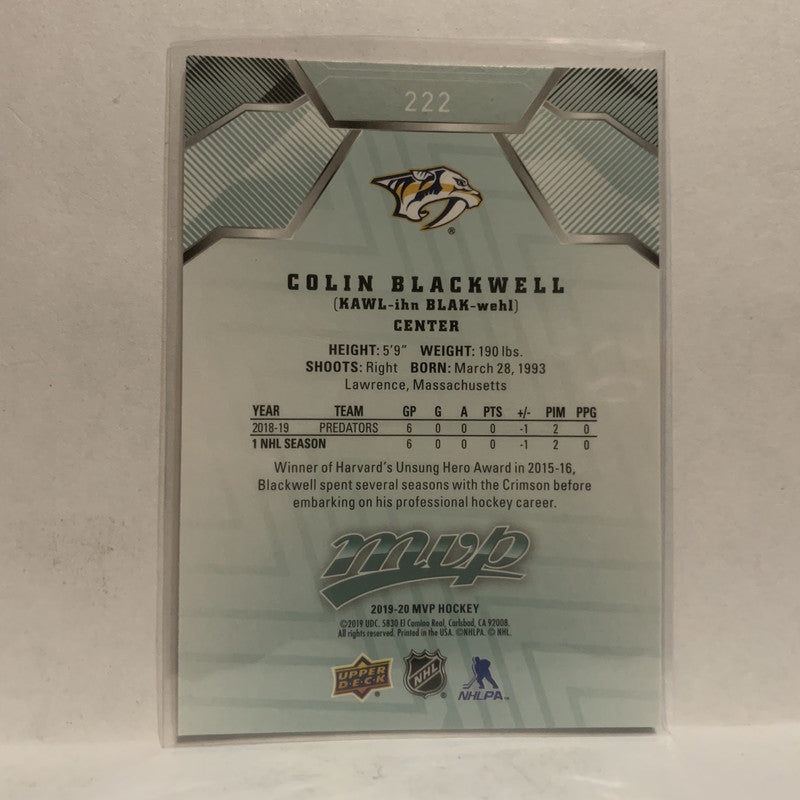 222
®
COLIN BLACKWELL
(KAWL-ihn BLAK-wehl)
CENTER
HEIGHT: 5'9" WEIGHT: 190 lbs.
SHOOTS: Right BORN: March 28, 1993
Lawrence, Massachusetts
YEAR TEAM GP G A PTS +/- PIM PPG
2018-19 PREDATORS 6 0 0 0 -1 2 0
1 NHL SEASON 6 0 0 0 -1 2 0
Winner of Harvard's Unsung Hero Award in 2015-16,
Blackwell spent several seasons with the Crimson before
embarking on his professional hockey career.
mvp
2019-20 MVP HOCKEY
©2019 UDC. 5830 El Camino Real, Carlsbad, CA 92008.
All rights reserved. Printed in the USA. ©NHLPA. © NHL.
UPPER DECK ® NHL ® NHLPA™